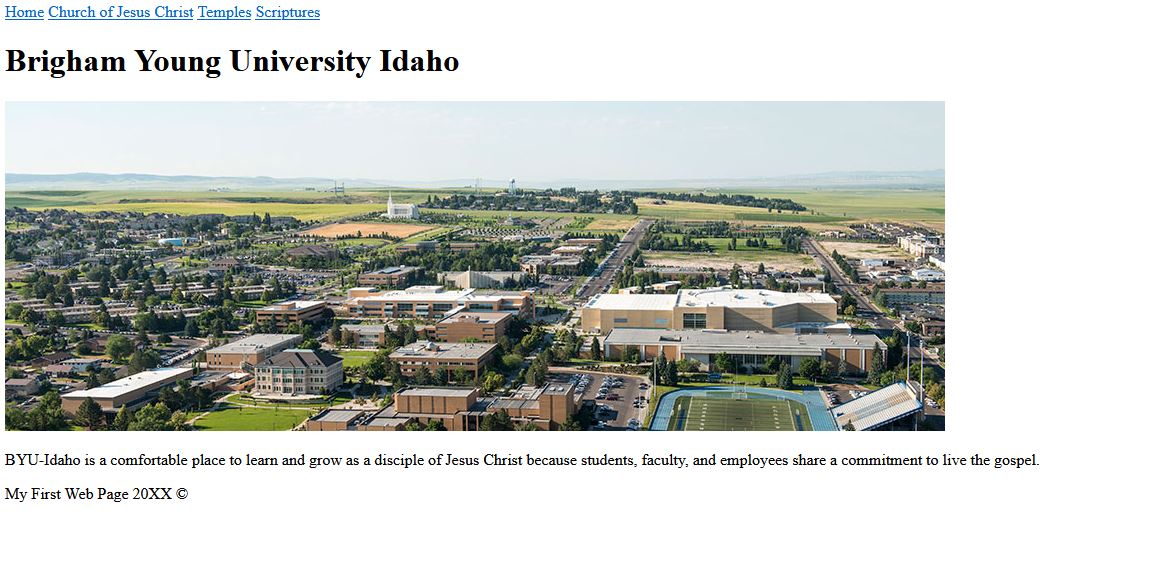 Home Church of Jesus Christ Temples Scriptures
Brigham Young University Idaho
BYU-Idaho is a comfortable place to learn and grow as a disciple of Jesus Christ because students, faculty, and employees share a commitment to live the gospel.
My First Web Page 20XX ©